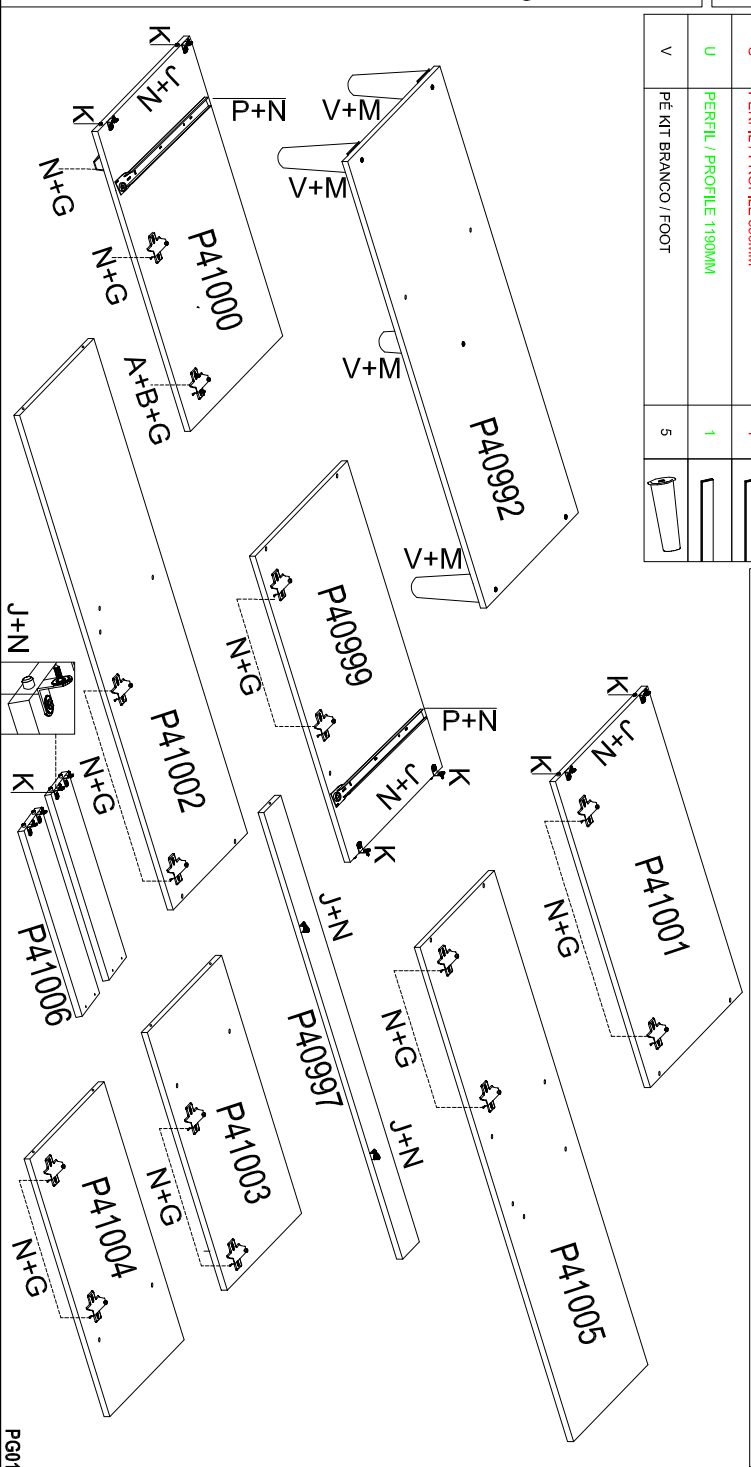 U PERFIL / PROFILE 1190MM 1
V PÉ KIT BRANCO / FOOT 5
K
J+N
K
P+N
N+G
N+G
A+B+G
P41000
V+M
V+M
V+M
V+M
P40992
P40999
N+G
P+N
J+N
K
K
P41002
N+G
J+N
K
P41006
K
J+N
K
P41001
N+G
J+N
J+N
P40997
N+G
P41005
P41003
N+G
P41004
N+G
PG01